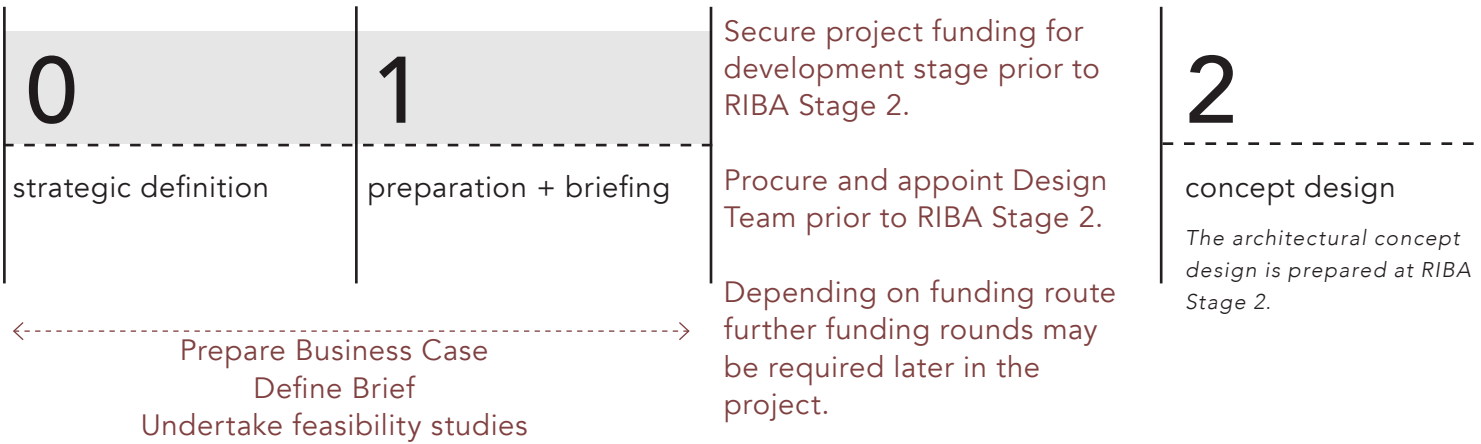 0
strategic definition
1
preparation + briefing
Prepare Business Case
Define Brief
Undertake feasibility studies
Secure project funding for
development stage prior to
RIBA Stage 2.
Procure and appoint Design
Team prior to RIBA Stage 2.
Depending on funding route
further funding rounds may
be required later in the
project.
2
concept design
The architectural concept
design is prepared at RIBA
Stage 2.